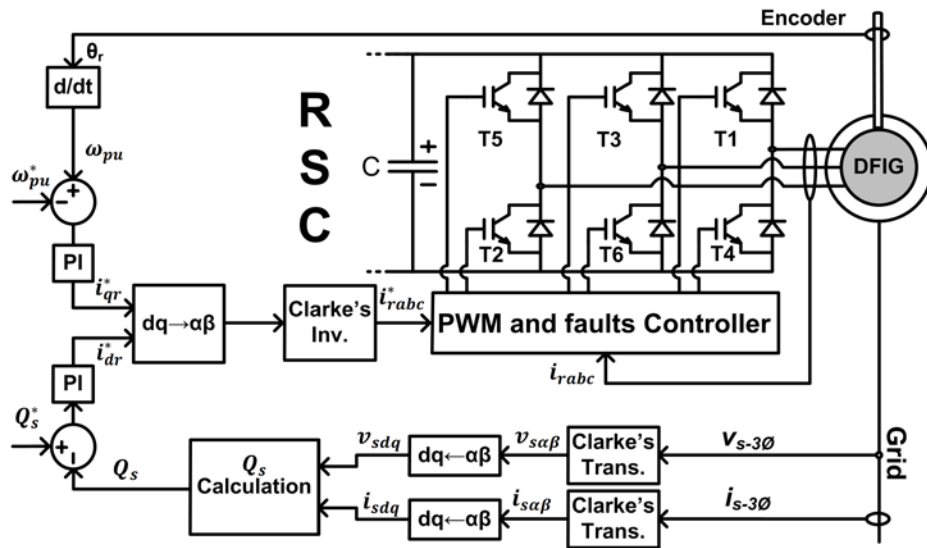 Encoder
θr
d/dt
ωpu
ω*pu
+
−
PI
i*qr
dq→αβ
Clarke's
Inv.
i*rabc
i*dr
PI
Q*s
+
−
Qs
R
S
C
C
+
−
T5
T3
T1
T2
T6
T4
DFIG
PWM and faults Controller
irabc
Grid
Qs
Calculation
vsdq
dq←αβ
vsαβ
Clarke's
Trans.
vs-3Ø
isdq
dq←αβ
isαβ
Clarke's
Trans.
is-3Ø